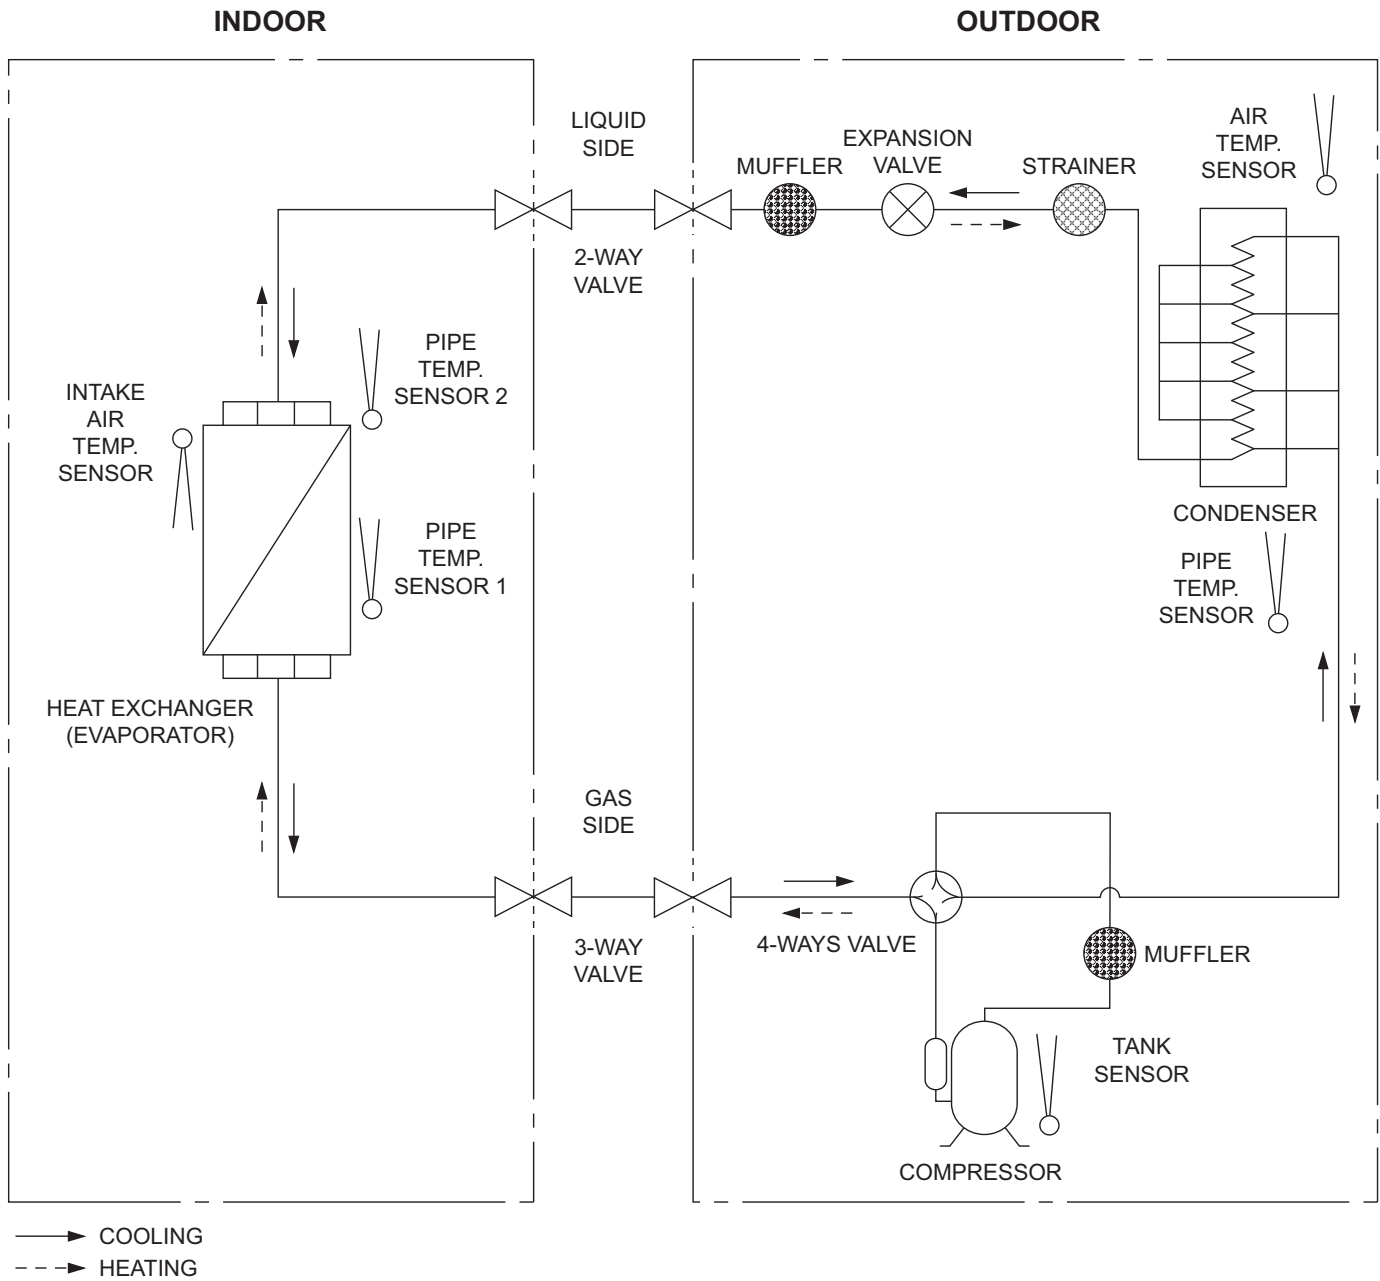 INDOOR
OUTDOOR
LIQUID
SIDE
MUFFLER
EXPANSION
VALVE
STRAINER
AIR
TEMP.
SENSOR
2-WAY
VALVE
PIPE
TEMP.
SENSOR 2
INTAKE
AIR
TEMP.
SENSOR
PIPE
TEMP.
SENSOR 1
CONDENSER
PIPE
TEMP.
SENSOR
HEAT EXCHANGER
(EVAPORATOR)
GAS
SIDE
3-WAY
VALVE
4-WAYS VALVE
MUFFLER
TANK
SENSOR
COMPRESSOR
COOLING
HEATING